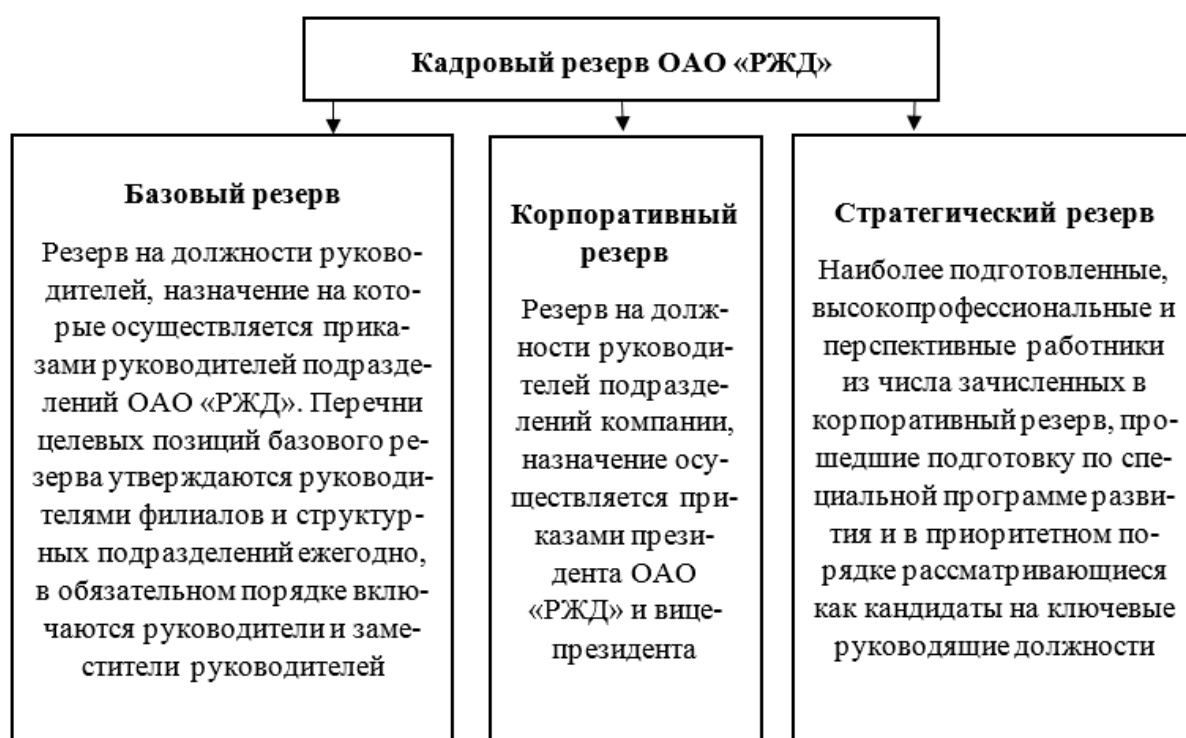 Кадровый резерв ОАО «РЖД»
Базовый резерв
Резерв на должности руково-
дителей, назначение на кото-
рые осуществляется прика-
зами руководителей подразде-
лений ОАО «РЖД». Перечни
целевых позиций базового ре-
зерва утверждаются руководи-
телями филиалов и структур-
ных подразделений ежегодно,
в обязательном порядке вклю-
чаются руководители и заме-
стители руководителей
Корпоративный
резерв
Резерв на долж-
ности руководи-
телей подразде-
лений компании,
назначение осу-
ществляется при-
казами прези-
дента ОАО
«РЖД» и вице-
президента
Стратегический резерв
Наиболее подготовленные,
высокопрофессиональные и
перспективные работники
из числа зачисленных в
корпоративный резерв, про-
шедшие подготовку по спе-
циальной программе разви-
тия и в приоритетном по-
рядке рассматривающиеся
как кандидаты на ключевые
руководящие должности